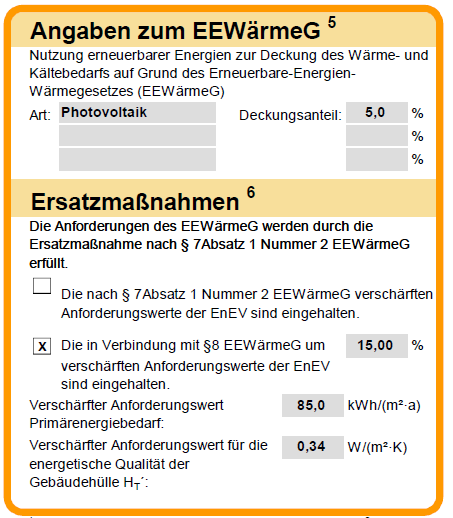 Angaben zum EEWärmeG 5
Nutzung erneuerbarer Energien zur Deckung des Wärme- und
Kältebedarfs auf Grund des Erneuerbare-Energien-
Wärmegesetzes (EEWärmeG)
Art: Photovoltaik Deckungsanteil: 5,0 %
%
%
Ersatzmaßnahmen 6
Die Anforderungen des EEWärmeG werden durch die
Ersatzmaßnahme nach § 7Absatz 1 Nummer 2 EEWärmeG
erfüllt.
Die nach § 7Absatz 1 Nummer 2 EEWärmeG verschärften
Anforderungswerte der EnEV sind eingehalten.
X Die in Verbindung mit §8 EEWärmeG um 15,00 %
verschärften Anforderungswerte der EnEV
sind eingehalten.
Verschärfter Anforderungswert 85,0 kWh/(m²·a)
Primärenergiebedarf:
Verschärfter Anforderungswert für die 0,34 W/(m²·K)
energetische Qualität der
Gebäudehülle HT´: